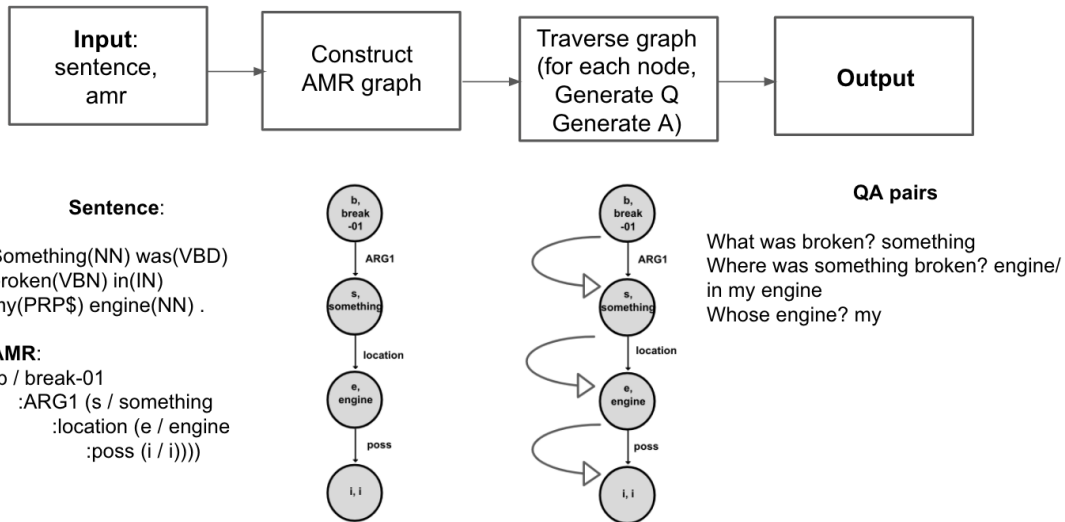 Input:
sentence,
amr
Construct
AMR graph
Traverse graph
(for each node,
Generate Q
Generate A)
Output
Sentence:
Something(NN) was(VBD)
broken(VBN) in(IN)
my(PRP$) engine(NN) .
AMR:
b / break-01
:ARG1 (s / something
:location (e / engine
:poss (i / i))))
b,
break
-01
ARG1
s,
something
location
e,
engine
poss
i, i
b,
break
-01
ARG1
s,
something
location
e,
engine
poss
i, i
QA pairs
What was broken? something
Where was something broken? engine/
in my engine
Whose engine? my